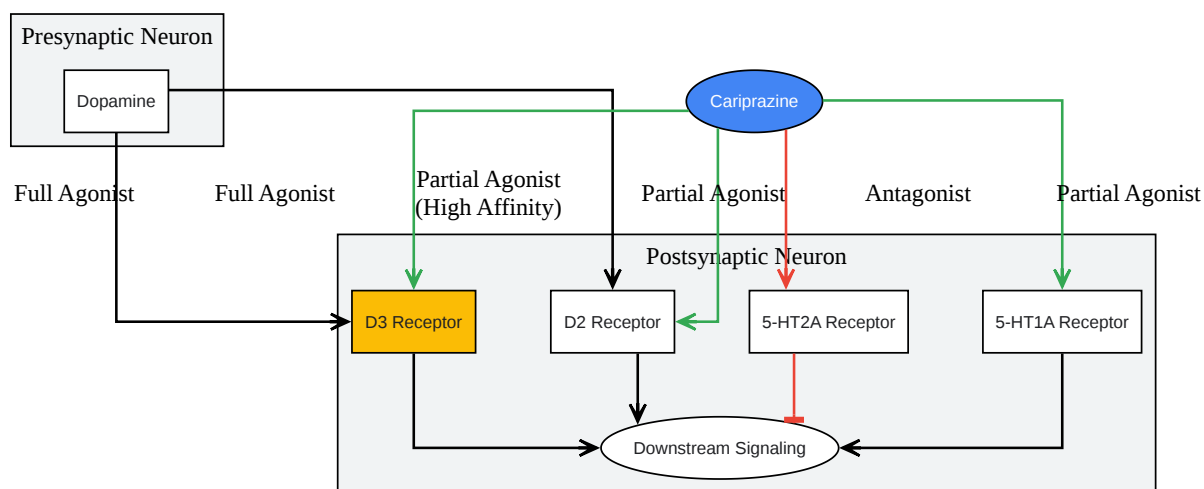 Presynaptic Neuron
Dopamine
Cariprazine
Full Agonist
Full Agonist
Partial Agonist
(High Affinity)
Partial Agonist
Antagonist
Partial Agonist
Postsynaptic Neuron
D3 Receptor
D2 Receptor
5-HT2A Receptor
5-HT1A Receptor
Downstream Signaling